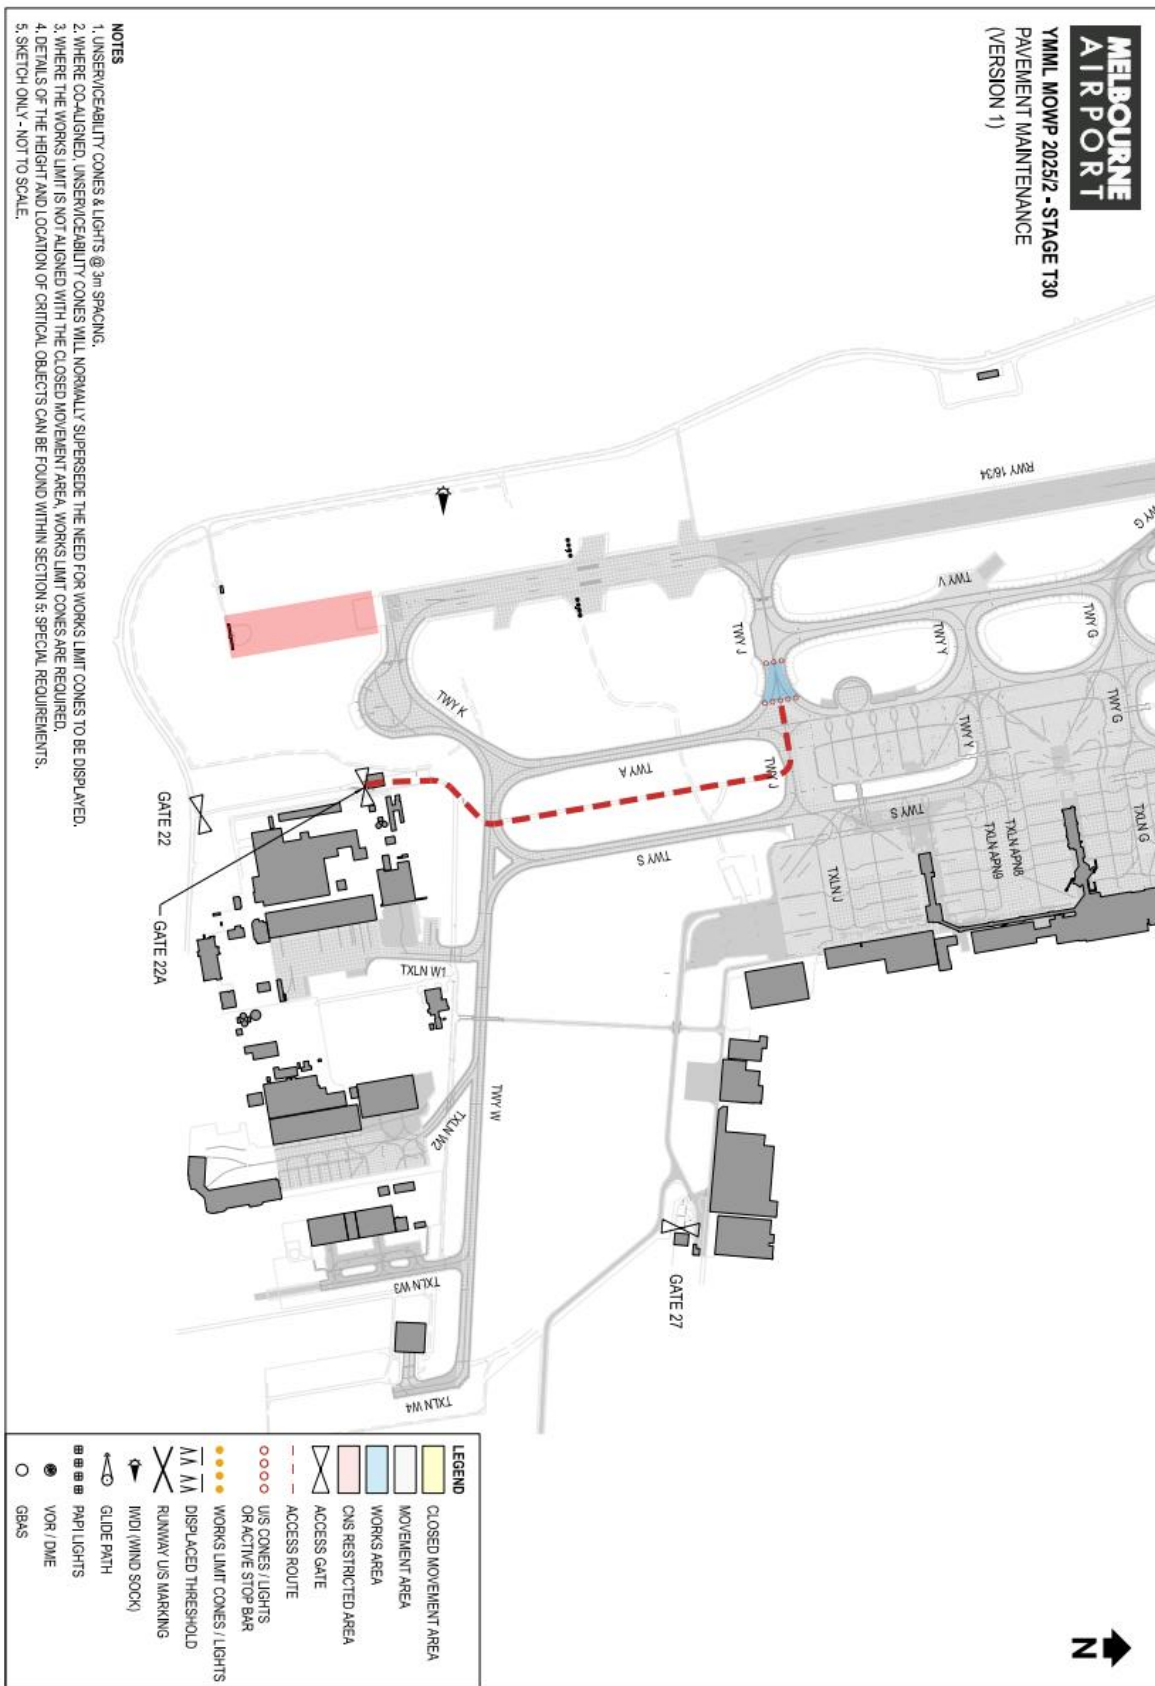 MELBOURNE
AIRPORT
YMML MOWP 2025/2 - STAGE T30
PAVEMENT MAINTENANCE
(VERSION 1)
RWY 16/34
TWY G
TWY V
TWY G
TWY Y
TWY J
TWY K
TWY A
TWY J
TWY Y
TWY G
TWY S
TWY S
TXLN J
TXLN APN9
TXLN APN8
TXLN G
GATE 22
GATE 22A
TXLN W1
TWY W
TXLN W2
TXLN W3
TXLN W4
GATE 27
N
NOTES
1. UNSERVICEABILITY CONES & LIGHTS @ 3m SPACING.
2. WHERE CO-ALIGNED, UNSERVICEABILITY CONES WILL NORMALLY SUPERSEDE THE NEED FOR WORKS LIMIT CONES TO BE DISPLAYED.
3. WHERE THE WORKS LIMIT IS NOT ALIGNED WITH THE CLOSED MOVEMENT AREA, WORKS LIMIT CONES ARE REQUIRED.
4. DETAILS OF THE HEIGHT AND LOCATION OF CRITICAL OBJECTS CAN BE FOUND WITHIN SECTION 5: SPECIAL REQUIREMENTS.
5. SKETCH ONLY - NOT TO SCALE.
LEGEND
CLOSED MOVEMENT AREA
MOVEMENT AREA
WORKS AREA
CNS RESTRICTED AREA
ACCESS GATE
ACCESS ROUTE
U/S CONES / LIGHTS
OR ACTIVE STOP BAR
WORKS LIMIT CONES / LIGHTS
DISPLACED THRESHOLD
RUNWAY U/S MARKING
IWDI (WIND SOCK)
GLIDE PATH
PAPI LIGHTS
VOR / DME
GBAS